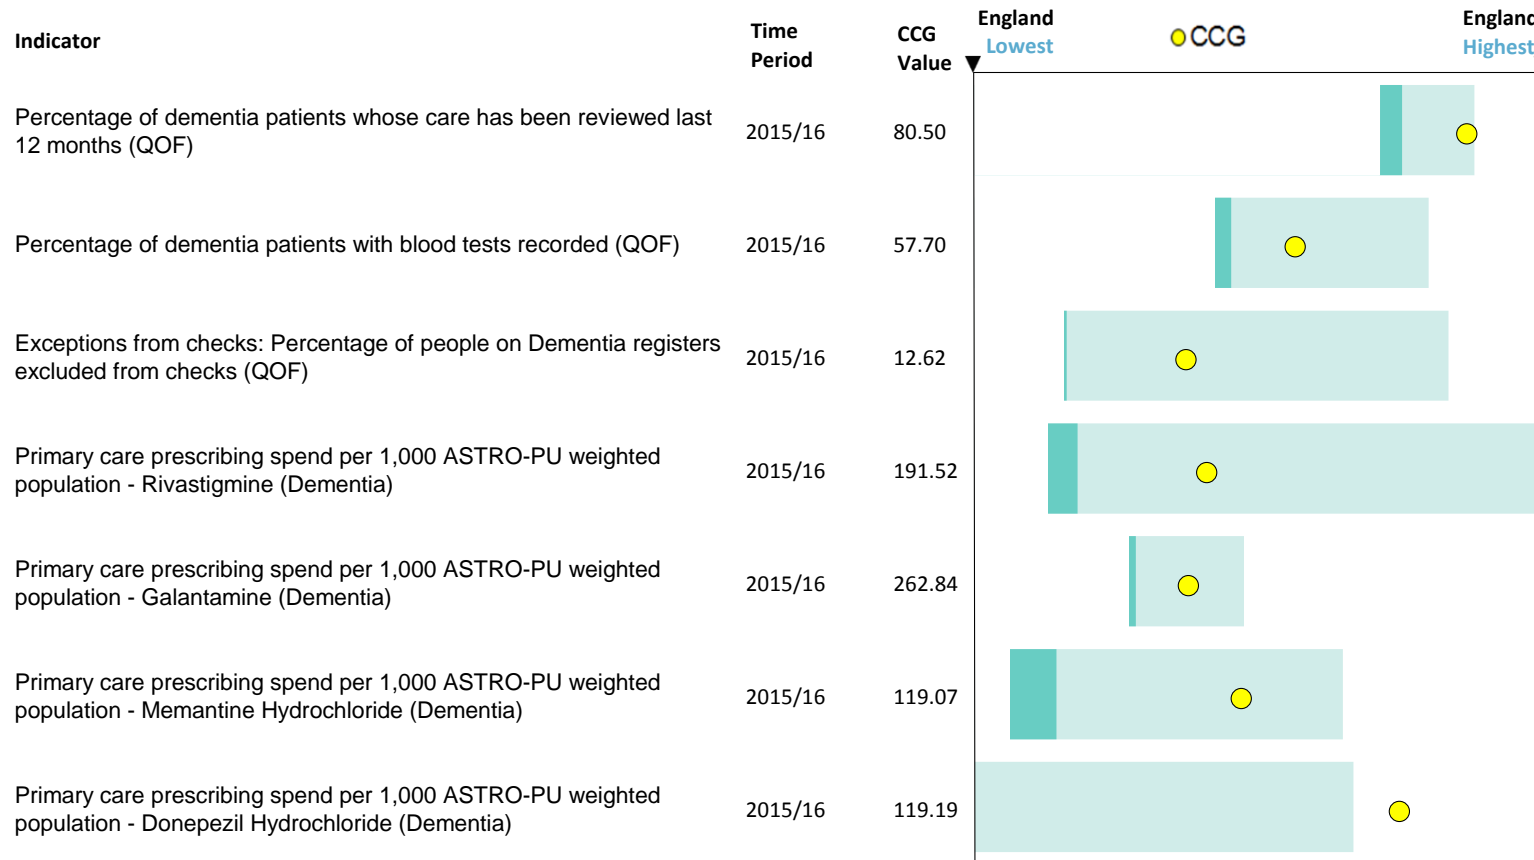 Indicator
Time
Period
CCG
Value
England
Lowest
CCG
England
Highest
Percentage of dementia patients whose care has been reviewed last
12 months (QOF)
2015/16
80.50
Percentage of dementia patients with blood tests recorded (QOF)
2015/16
57.70
Exceptions from checks: Percentage of people on Dementia registers
excluded from checks (QOF)
2015/16
12.62
Primary care prescribing spend per 1,000 ASTRO-PU weighted
population - Rivastigmine (Dementia)
2015/16
191.52
Primary care prescribing spend per 1,000 ASTRO-PU weighted
population - Galantamine (Dementia)
2015/16
262.84
Primary care prescribing spend per 1,000 ASTRO-PU weighted
population - Memantine Hydrochloride (Dementia)
2015/16
119.07
Primary care prescribing spend per 1,000 ASTRO-PU weighted
population - Donepezil Hydrochloride (Dementia)
2015/16
119.19